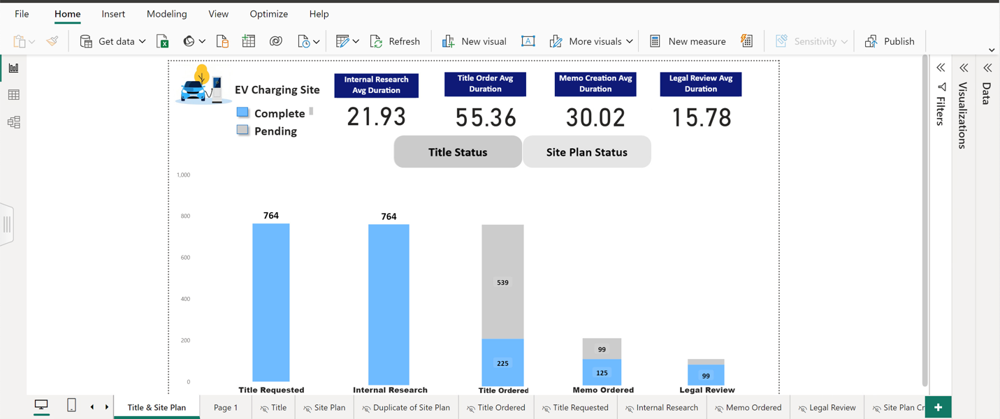 File Home Insert Modeling View Optimize Help
Get data Refresh New visual A More visuals New measure Sensitivity Publish
EV Charging Site
Complete
Pending
Internal Research
Avg Duration
21.93
Title Order Avg
Duration
55.36
Memo Creation Avg
Duration
30.02
Legal Review Avg
Duration
15.78
Filters
Visualizations
Data
Title Status Site Plan Status
1,000
800
600
400
200
0
764
764
539
225
99
125
99
Title Requested Internal Research Title Ordered Memo Ordered Legal Review
Title & Site Plan Page 1 Title Site Plan Duplicate of Site Plan Title Ordered Title Requested Internal Research Memo Ordered Legal Review Site Plan Cr +